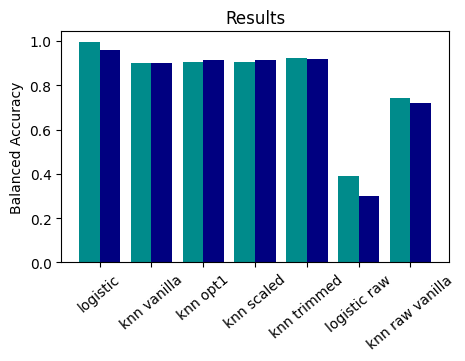 Results
Balanced Accuracy
1.0
0.8
0.6
0.4
0.2
0.0
logistic
knn vanilla
knn opt1
knn scaled
knn trimmed
logistic raw
knn raw vanilla